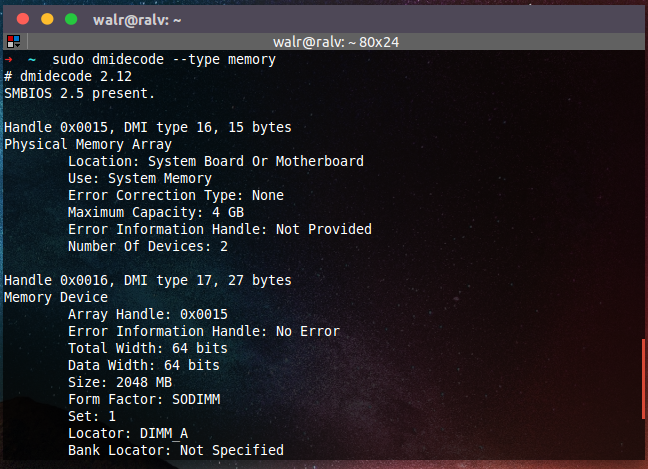 walr@ralv: ~
walr@ralv: ~ 80x24
➜  ~  sudo dmidecode --type memory
# dmidecode 2.12
SMBIOS 2.5 present.

Handle 0x0015, DMI type 16, 15 bytes
Physical Memory Array
        Location: System Board Or Motherboard
        Use: System Memory
        Error Correction Type: None
        Maximum Capacity: 4 GB
        Error Information Handle: Not Provided
        Number Of Devices: 2

Handle 0x0016, DMI type 17, 27 bytes
Memory Device
        Array Handle: 0x0015
        Error Information Handle: No Error
        Total Width: 64 bits
        Data Width: 64 bits
        Size: 2048 MB
        Form Factor: SODIMM
        Set: 1
        Locator: DIMM_A
        Bank Locator: Not Specified